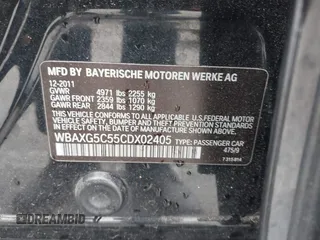 MFD BY BAYERISCHE MOTOREN WERKE AG
12-2011
GVWR 4971 lbs 2255 kg
GAWR FRONT 2359 lbs 1070 kg
GAWR REAR 2844 lbs 1290 kg
THIS VEHICLE CONFORMS TO ALL APPLICABLE U.S. FEDERAL MOTOR
VEHICLE SAFETY, BUMPER, AND THEFT PREVENTION STANDARDS IN
EFFECT ON THE DATE OF MANUFACTURE SHOWN ABOVE.
WBAXG5C55CDX02405 TYPE: PASSENGER CAR
475/9
DREAMBID